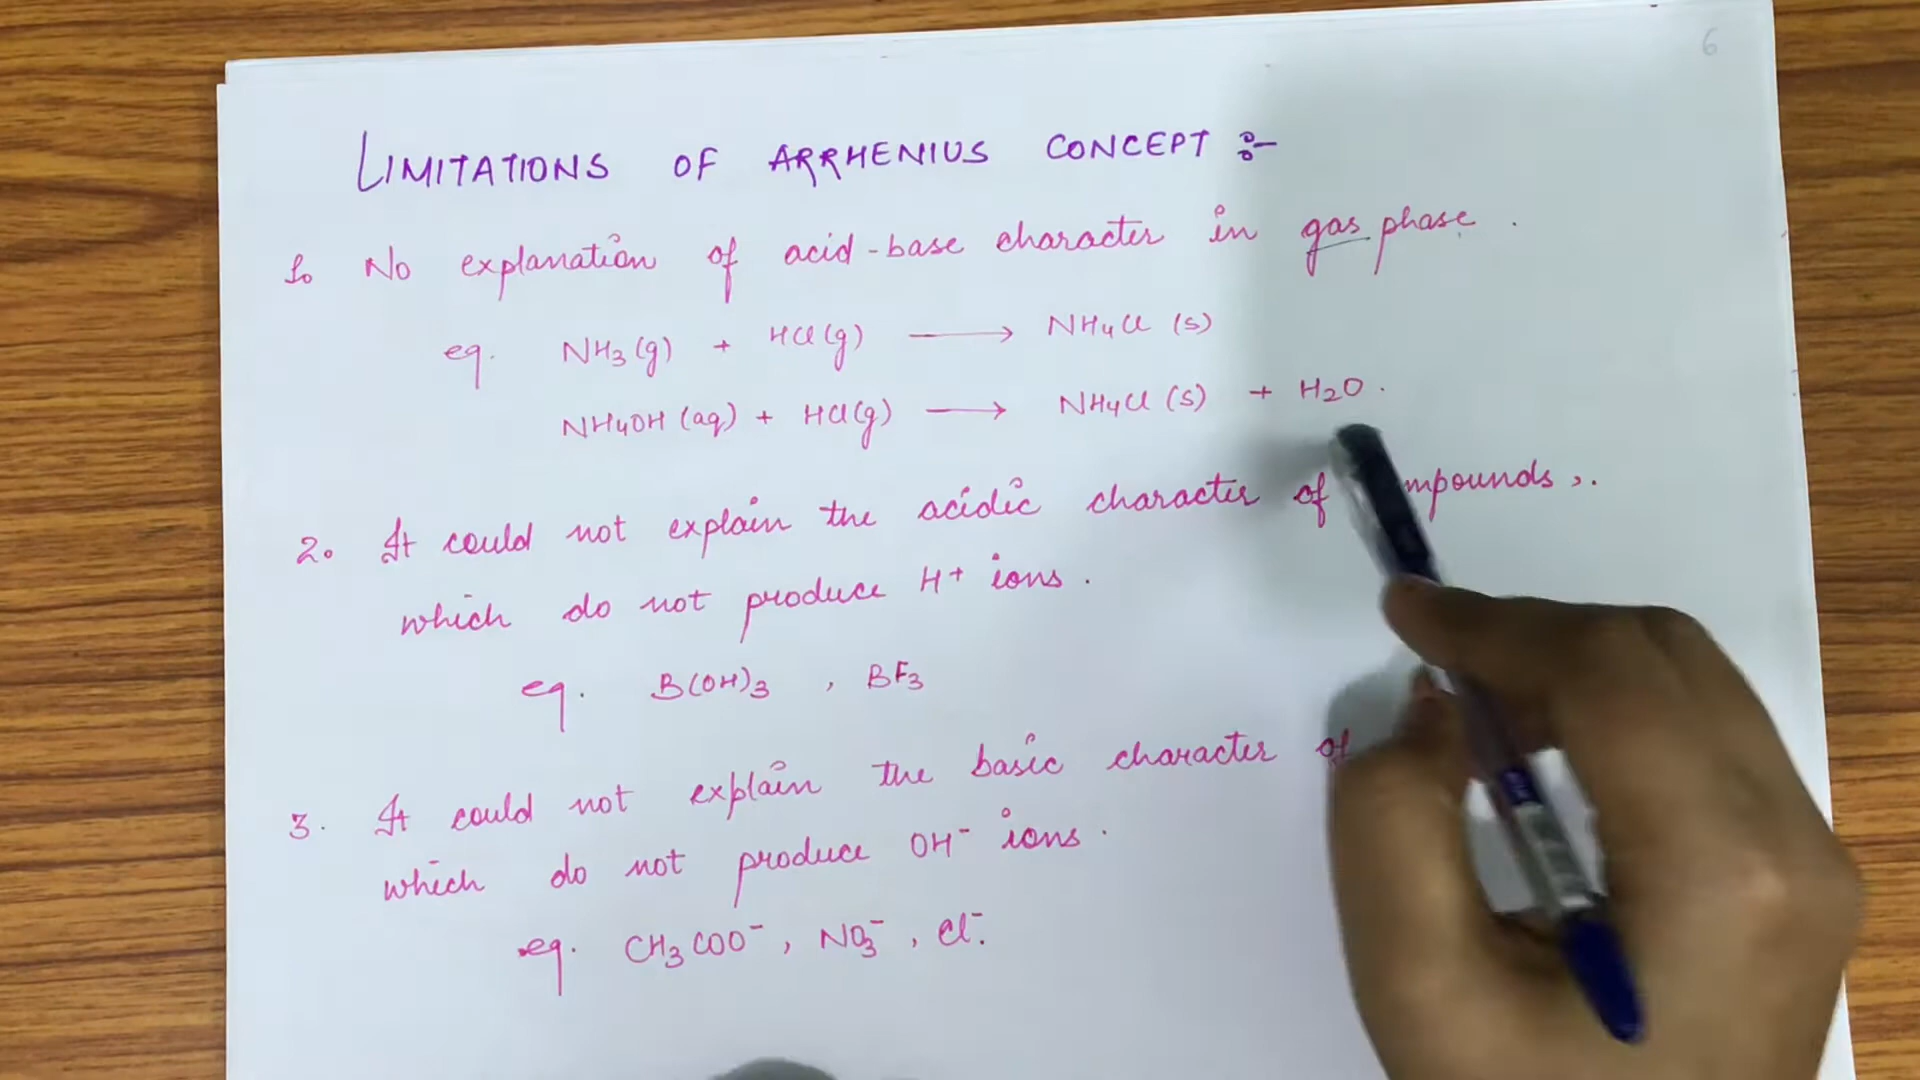 6
LIMITATIONS OF ARRHENIUS CONCEPT :-
1. No explanation of acid-base character in gas phase.
eg. NH3(g) + HCl(g) ⟶ NH4Cl (s)
NH4OH (aq) + HCl(g) ⟶ NH4Cl (s) + H2O.
2. It could not explain the acidic character of mpounds,.
which do not produce H+ ions.
eg. B(OH)3 , BF3
3. It could not explain the basic character of
which do not produce OH- ions.
eg. CH3COO-, NO3-, Cl-.